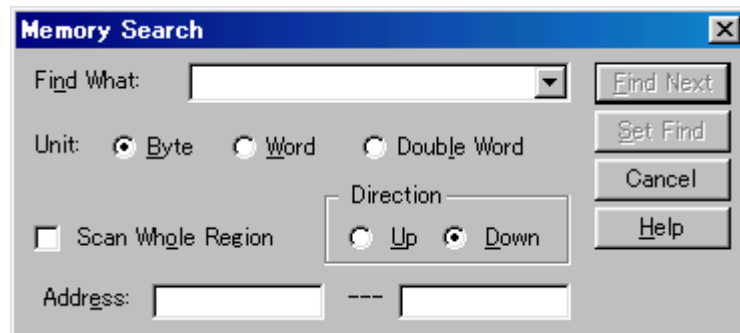 Memory Search
Find What:
Find Next
Unit: Byte Word Double Word
Set Find
Cancel
Direction
Scan Whole Region Up Down
Help
Address: ---